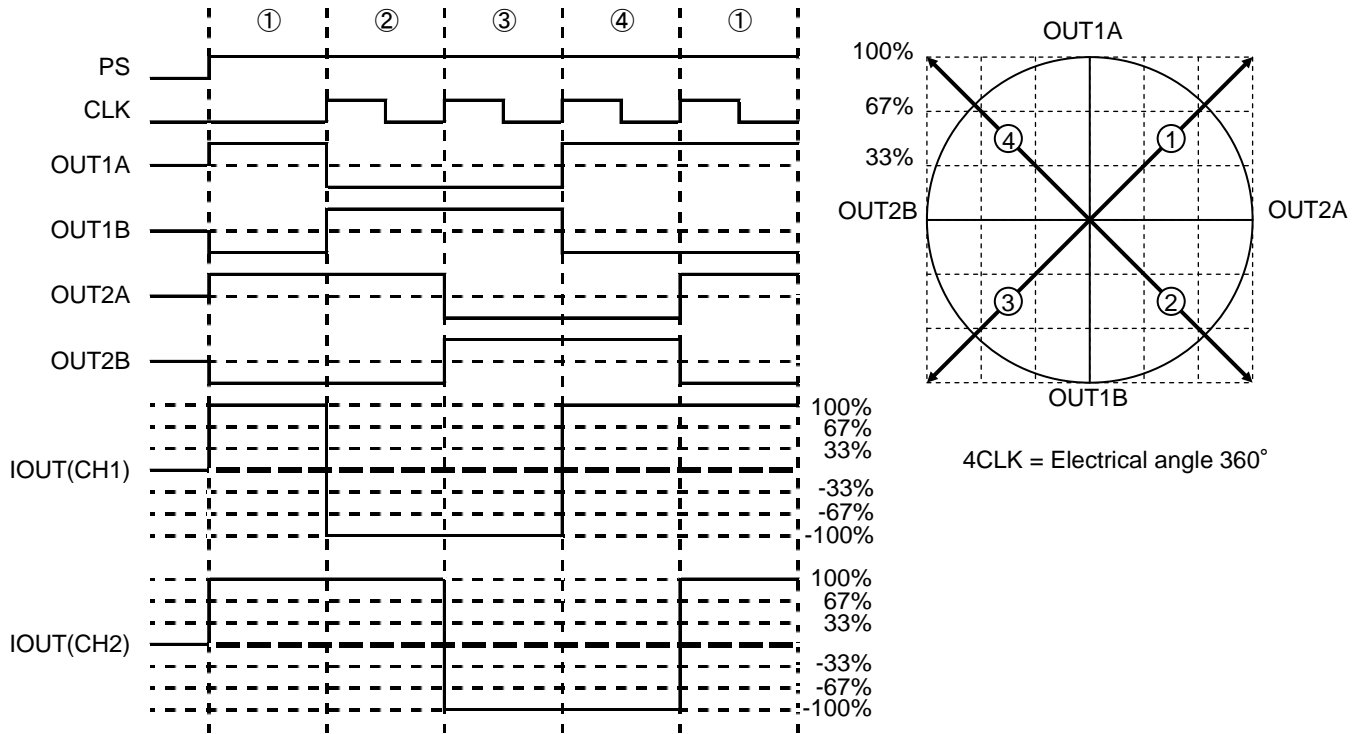 ① ② ③ ④ ①
PS
CLK
OUT1A
OUT1B
OUT2A
OUT2B
IOUT(CH1)
100%
67%
33%
-33%
-67%
-100%
IOUT(CH2)
100%
67%
33%
-33%
-67%
-100%
OUT1A
100%
67%
33%
④ ①
OUT2B OUT2A
③ ②
OUT1B
4CLK = Electrical angle 360°